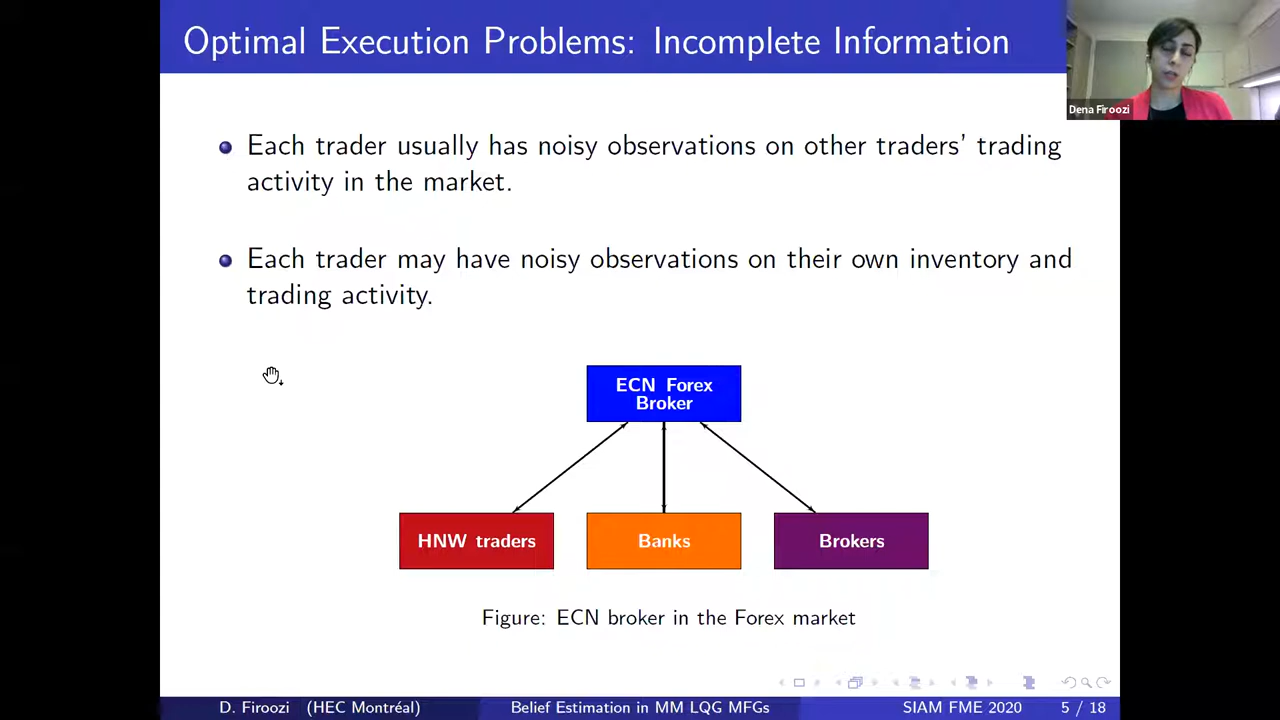 Optimal Execution Problems: Incomplete Information
Dena Firoozi
Each trader usually has noisy observations on other traders' trading
activity in the market.
Each trader may have noisy observations on their own inventory and
trading activity.
ECN Forex
Broker
HNW traders
Banks
Brokers
Figure: ECN broker in the Forex market
D. Firoozi (HEC Montréal)
Belief Estimation in MM LQG MFGs
SIAM FME 2020
5 / 18